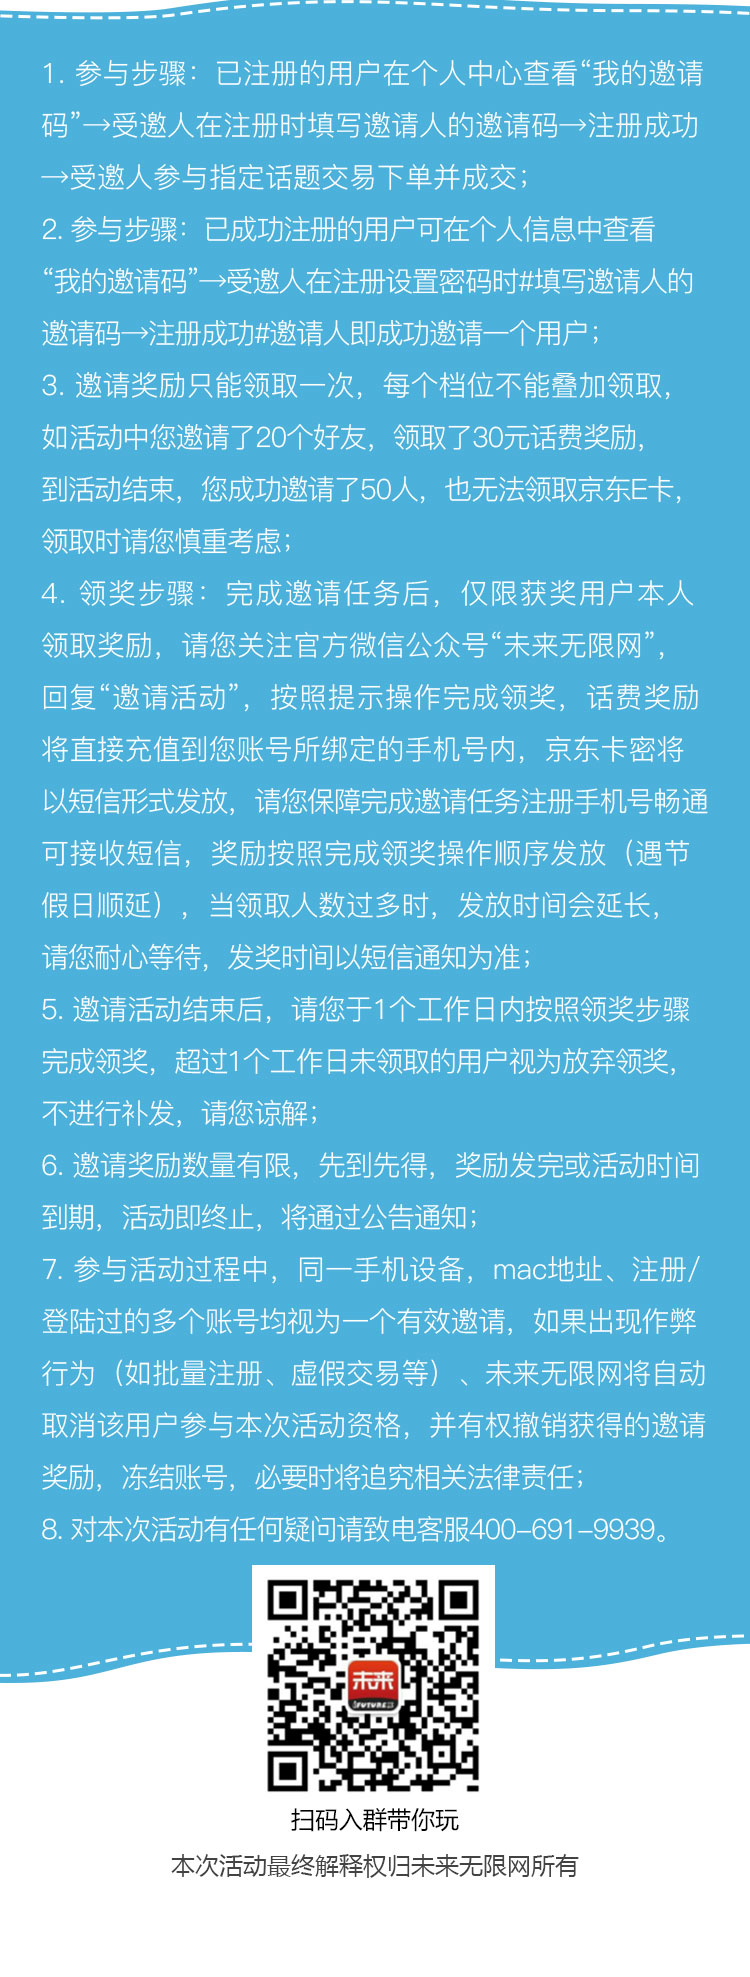 1. 参与步骤：已注册的用户在个人中心查看“我的邀请
码”→受邀人在注册时填写邀请人的邀请码→注册成功
→受邀人参与指定话题交易下单并成交；
2. 参与步骤：已成功注册的用户可在个人信息中查看
“我的邀请码”→受邀人在注册设置密码时#填写邀请人的
邀请码→注册成功#邀请人即成功邀请一个用户；
3. 邀请奖励只能领取一次，每个档位不能叠加领取，
如活动中您邀请了20个好友，领取了30元话费奖励，
到活动结束，您成功邀请了50人，也无法领取京东E卡，
领取时请您慎重考虑；
4. 领奖步骤：完成邀请任务后，仅限获奖用户本人
领取奖励，请您关注官方微信公众号“未来无限网”，
回复“邀请活动”，按照提示操作完成领奖，话费奖励
将直接充值到您账号所绑定的手机号内，京东卡密将
以短信形式发放，请您保障完成邀请任务注册手机号畅通
可接收短信，奖励按照完成领奖操作顺序发放（遇节
假日顺延），当领取人数过多时，发放时间会延长，
请您耐心等待，发奖时间以短信通知为准；
5. 邀请活动结束后，请您于1个工作日内按照领奖步骤
完成领奖，超过1个工作日未领取的用户视为放弃领奖，
不进行补发，请您谅解；
6. 邀请奖励数量有限，先到先得，奖励发完或活动时间
到期，活动即终止，将通过公告通知；
7. 参与活动过程中，同一手机设备，mac地址、注册/
登陆过的多个账号均视为一个有效邀请，如果出现作弊
行为（如批量注册、虚假交易等）、未来无限网将自动
取消该用户参与本次活动资格，并有权撤销获得的邀请
奖励，冻结账号，必要时将追究相关法律责任；
8. 对本次活动有任何疑问请致电客服400-691-9939。
未来
FUTURE
扫码入群带你玩
本次活动最终解释权归未来无限网所有